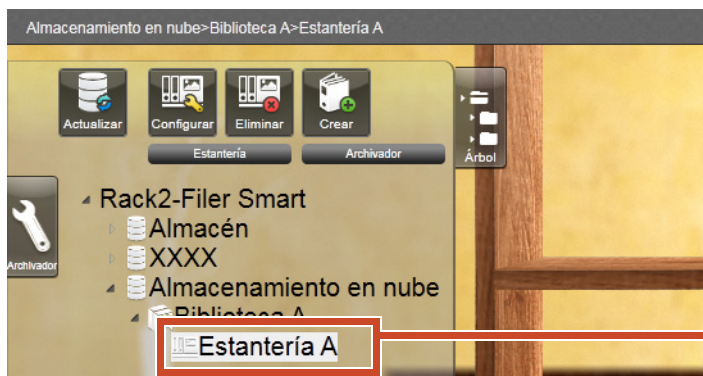 Almacenamiento en nube>Biblioteca A>Estantería A
Actualizar
Configurar
Eliminar
Crear
Estantería
Archivador
Árbol
Archivador
Rack2-Filer Smart
Almacén
XXXX
Almacenamiento en nube
Biblioteca A
Estantería A